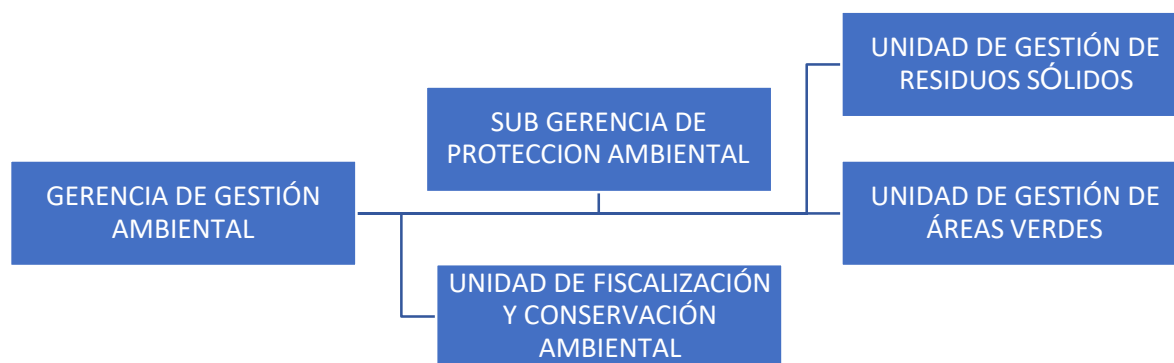 UNIDAD DE GESTIÓN DE
RESIDUOS SÓLIDOS
SUB GERENCIA DE
PROTECCION AMBIENTAL
GERENCIA DE GESTIÓN
AMBIENTAL
UNIDAD DE GESTIÓN DE
ÁREAS VERDES
UNIDAD DE FISCALIZACIÓN
Y CONSERVACIÓN
AMBIENTAL